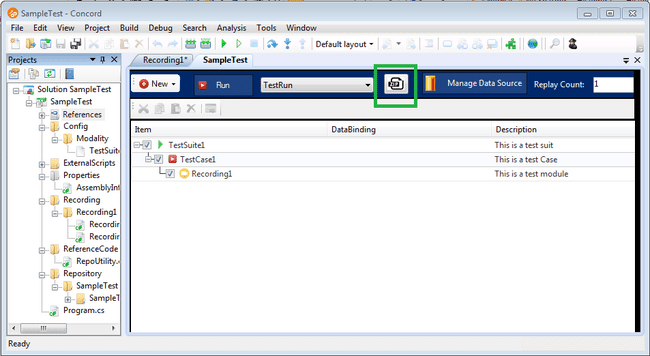 SampleTest - Concord
File Edit View Project Build Debug Search Analysis Tools Window Help
Default layout
Projects
Recording1* SampleTest
New Run TestRun Manage Data Source Replay Count: 1
Solution SampleTest
SampleTest
References
Config
Modality
TestSuit
ExternalScripts
Properties
AssemblyInf
Recording
Recording1
Recordin
Recordin
ReferenceCode
RepoUtility.c
Repository
SampleTest
SampleT
Program.cs
Item DataBinding Description
TestSuite1 This is a test suit
TestCase1 This is a test Case
Recording1 This is a test module
Ready